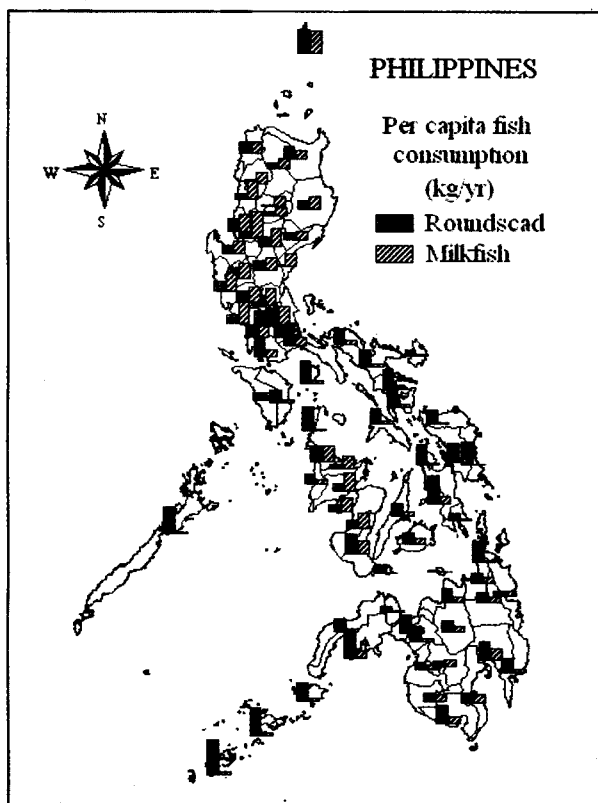 PHILIPPINES
Per capita fish
consumption
(kg/yr)
Roundscad
Milkfish
N
W E
S